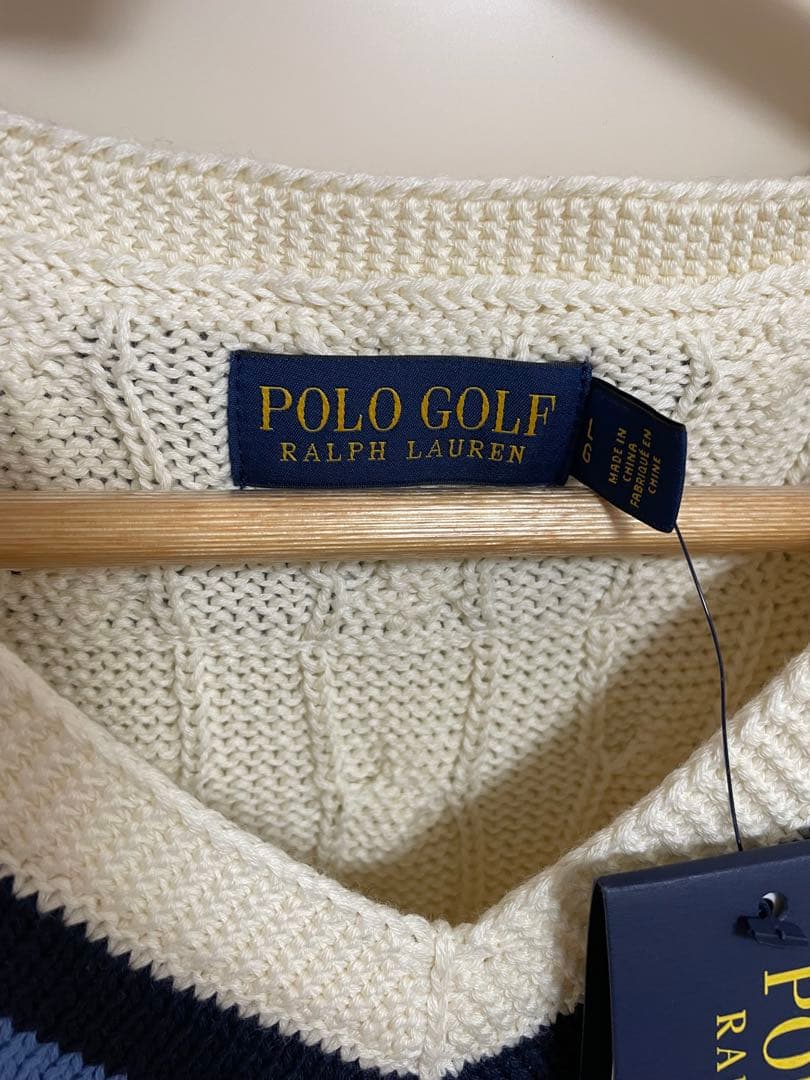 POLO GOLF
RALPH LAUREN
L
G
MADE IN
CHINA
FABRIQUÉ EN
CHINE
PO
RA